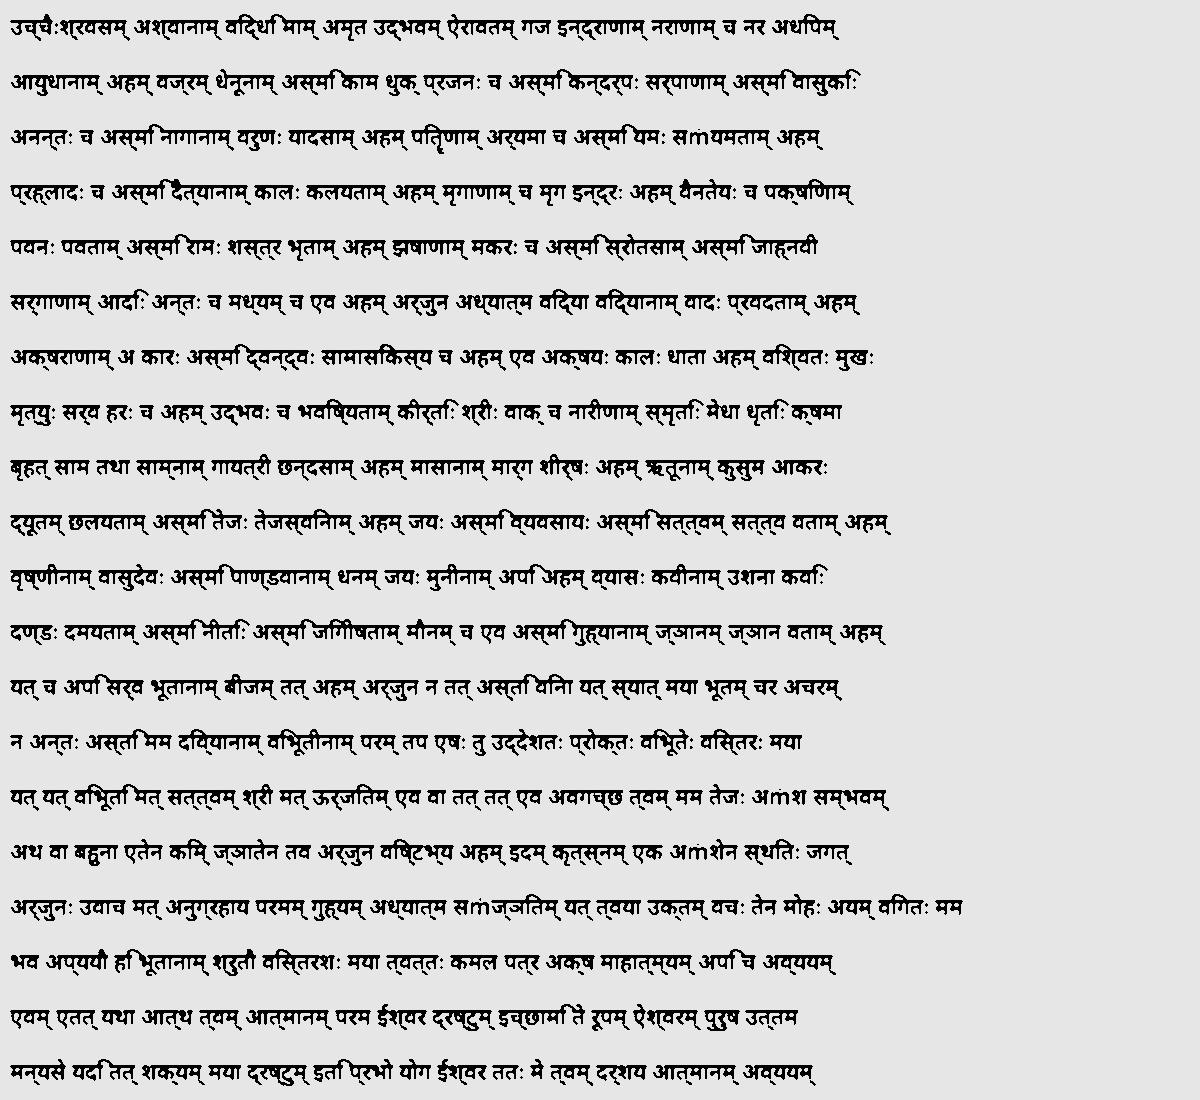 उच्चैःश्रवसम् अश्वानाम् विद्धि माम् अमृत उद्भवम् ऐरावतम् गज इन्द्राणाम् नराणाम् च नर अधिपम्
आयुधानाम् अहम् वज्रम् धेनूनाम् अस्मि काम धुक् प्रजनः च अस्मि कन्दर्पः सर्पाणाम् अस्मि वासुकिः
अनन्तः च अस्मि नागानाम् वरुणः यादसाम् अहम् पितॄणाम् अर्यमा च अस्मि यमः सṁयमताम् अहम्
प्रह्लादः च अस्मि दैत्यानाम् कालः कलयताम् अहम् मृगाणाम् च मृग इन्द्रः अहम् वैनतेयः च पक्षिणाम्
पवनः पवताम् अस्मि रामः शस्त्र भृताम् अहम् झषाणाम् मकरः च अस्मि स्रोतसाम् अस्मि जाह्नवी
सर्गाणाम् आदिः अन्तः च मध्यम् च एव अहम् अर्जुन अध्यात्म विद्या विद्यानाम् वादः प्रवदताम् अहम्
अक्षराणाम् अ कारः अस्मि द्वन्द्वः सामासिकस्य च अहम् एव अक्षयः कालः धाता अहम् विश्वतः मुखः
मृत्युः सर्व हरः च अहम् उद्भवः च भविष्यताम् कीर्तिः श्रीः वाक् च नारीणाम् स्मृतिः मेधा धृतिः क्षमा
बृहत् साम तथा साम्नाम् गायत्री छन्दसाम् अहम् मासानाम् मार्ग शीर्षः अहम् ऋतूनाम् कुसुम आकरः
द्यूतम् छलयताम् अस्मि तेजः तेजस्विनाम् अहम् जयः अस्मि व्यवसायः अस्मि सत्त्वम् सत्त्व वताम् अहम्
वृष्णीनाम् वासुदेवः अस्मि पाण्डवानाम् धनम् जयः मुनीनाम् अपि अहम् व्यासः कवीनाम् उशना कविः
दण्डः दमयताम् अस्मि नीतिः अस्मि जिगीषताम् मौनम् च एव अस्मि गुह्यानाम् ज्ञानम् ज्ञान वताम् अहम्
यत् च अपि सर्व भूतानाम् बीजम् तत् अहम् अर्जुन न तत् अस्ति विना यत् स्यात् मया भूतम् चर अचरम्
न अन्तः अस्ति मम दिव्यानाम् विभूतीनाम् परम् तप एषः तु उद्देशतः प्रोक्तः विभूतेः विस्तरः मया
यत् यत् विभूति मत् सत्त्वम् श्री मत् ऊर्जितम् एव वा तत् तत् एव अवगच्छ त्वम् मम तेजः अṁश सम्भवम्
अथ वा बहुना एतेन किम् ज्ञातेन तव अर्जुन विष्टभ्य अहम् इदम् कृत्स्नम् एक अṁशेन स्थितः जगत्
अर्जुनः उवाच मत् अनुग्रहाय परमम् गुह्यम् अध्यात्म सṁज्ञितम् यत् त्वया उक्तम् वचः तेन मोहः अयम् विगतः मम
भव अप्ययौ हि भूतानाम् श्रुतौ विस्तरशः मया त्वत्तः कमल पत्र अक्ष माहात्म्यम् अपि च अव्ययम्
एवम् एतत् यथा आत्थ त्वम् आत्मानम् परम ईश्वर द्रष्टुम् इच्छामि ते रूपम् ऐश्वरम् पुरुष उत्तम
मन्यसे यदि तत् शक्यम् मया द्रष्टुम् इति प्रभो योग ईश्वर ततः मे त्वम् दर्शय आत्मानम् अव्ययम्